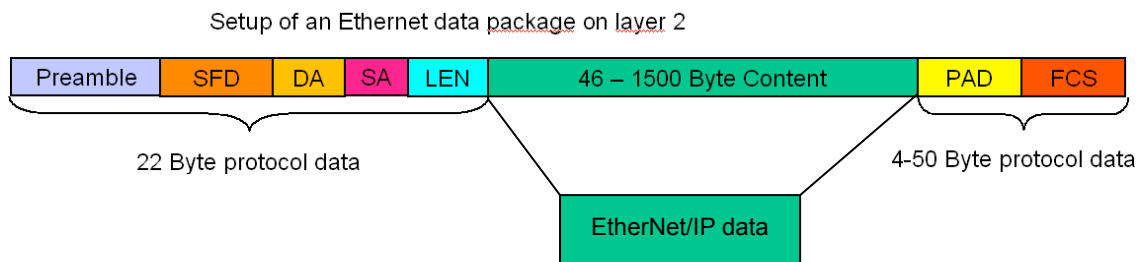 Setup of an Ethernet data package on layer 2
Preamble SFD DA SA LEN 46 – 1500 Byte Content PAD FCS
22 Byte protocol data
4-50 Byte protocol data
EtherNet/IP data